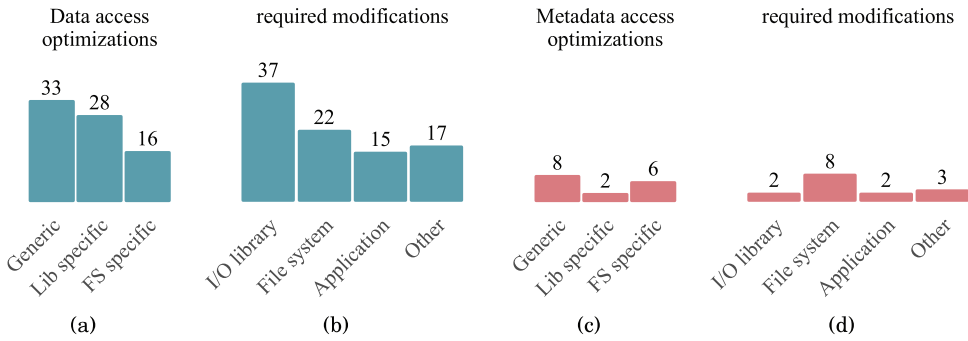 Data access
optimizations
33
28
16
Generic
Lib specific
FS specific
(a)
required modifications
37
22
15
17
I/O library
File system
Application
Other
(b)
Metadata access
optimizations
8
2
6
Generic
Lib specific
FS specific
(c)
required modifications
2
8
2
3
I/O library
File system
Application
Other
(d)